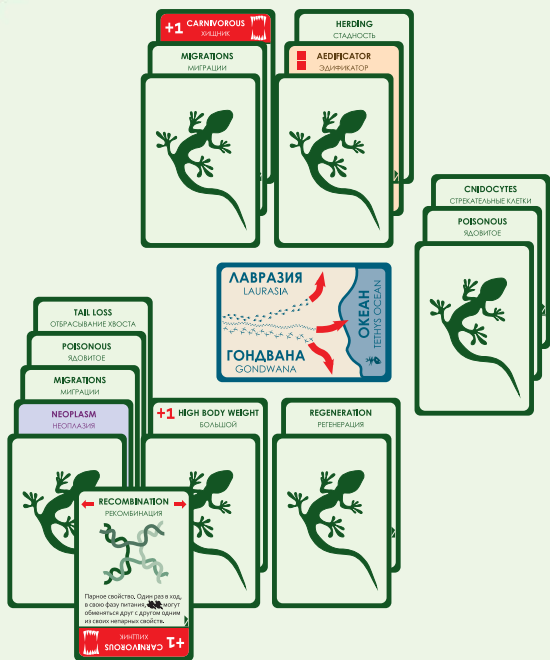 +1 CARNIVOROUS
ХИЩНИК
MIGRATIONS
МИГРАЦИИ
HERDING
СТАДНОСТЬ
AEDIFICATOR
ЭДИФИКАТОР
CNIDOCYTES
СТРЕКАТЕЛЬНЫЕ КЛЕТКИ
POISONOUS
ЯДОВИТОЕ
ЛАВРАЗИЯ
LAURASIA
ГОНДВАНА
GONDWANA
ОКЕАН
TETHYS OCEAN
TAIL LOSS
ОТБРАСЫВАНИЕ ХВОСТА
POISONOUS
ЯДОВИТОЕ
MIGRATIONS
МИГРАЦИИ
NEOPLASM
НЕОПЛАЗИЯ
+1 HIGH BODY WEIGHT
БОЛЬШОЙ
REGENERATION
РЕГЕНЕРАЦИЯ
RECOMBINATION
РЕКОМБИНАЦИЯ
Парное свойство, Один раз в ход,
в свою фазу питания, могут
обменяться друг с другом одним
из своих непарных свойств.
+1 CARNIVOROUS
ХИЩНИК